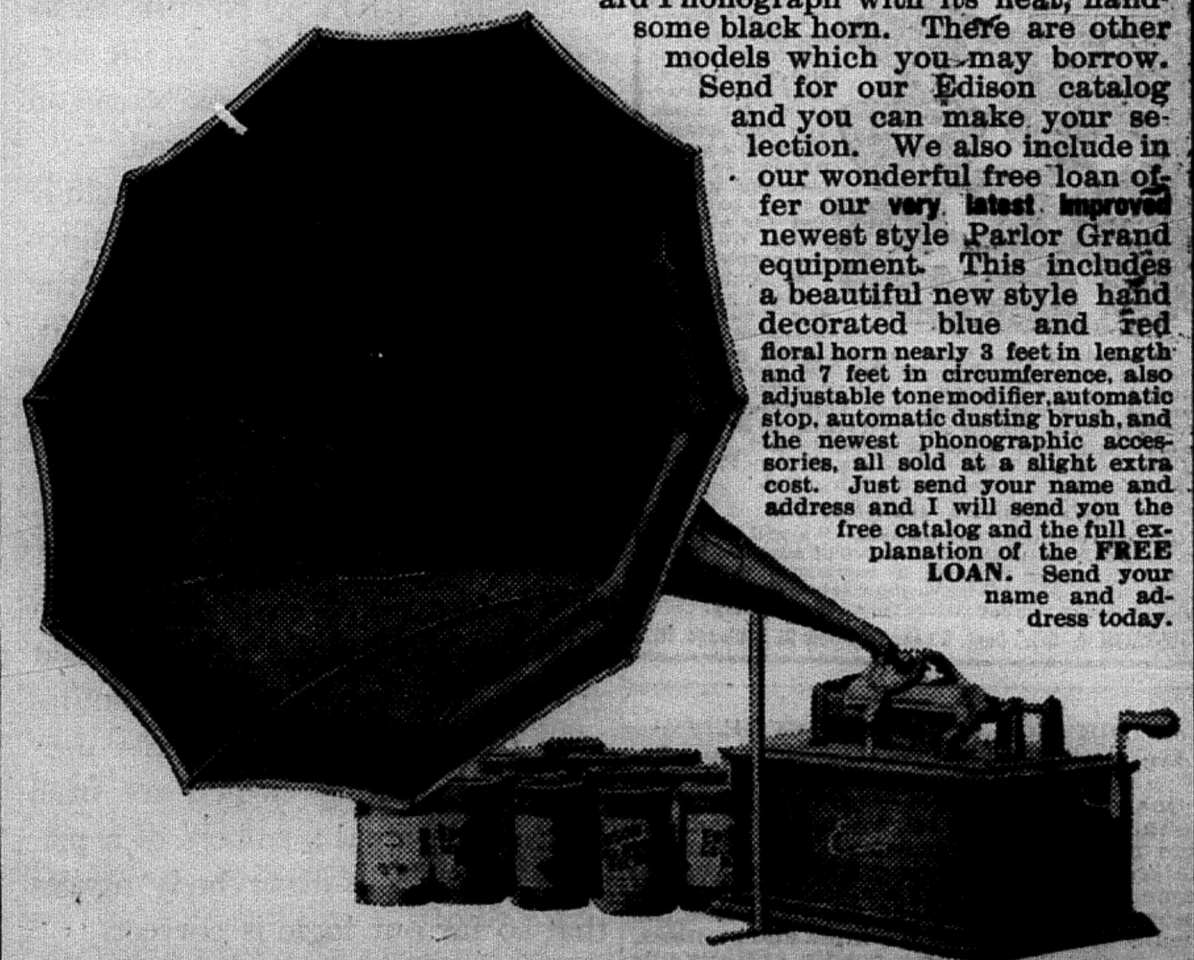 ard Phonograph with its neat, hand-
some black horn. There are other
models which you may borrow.
Send for our Edison catalog
and you can make your se-
lection. We also include in
our wonderful free loan of-
fer our very latest improved
newest style Parlor Grand
equipment. This includes
a beautiful new style hand
decorated blue and red
floral horn nearly 3 feet in length
and 7 feet in circumference, also
adjustable tone modifier, automatic
stop, automatic dusting brush, and
the newest phonographic acces-
sories, all sold at a slight extra
cost. Just send your name and
address and I will send you the
free catalog and the full ex-
planation of the FREE
LOAN. Send your
name and ad-
dress today.